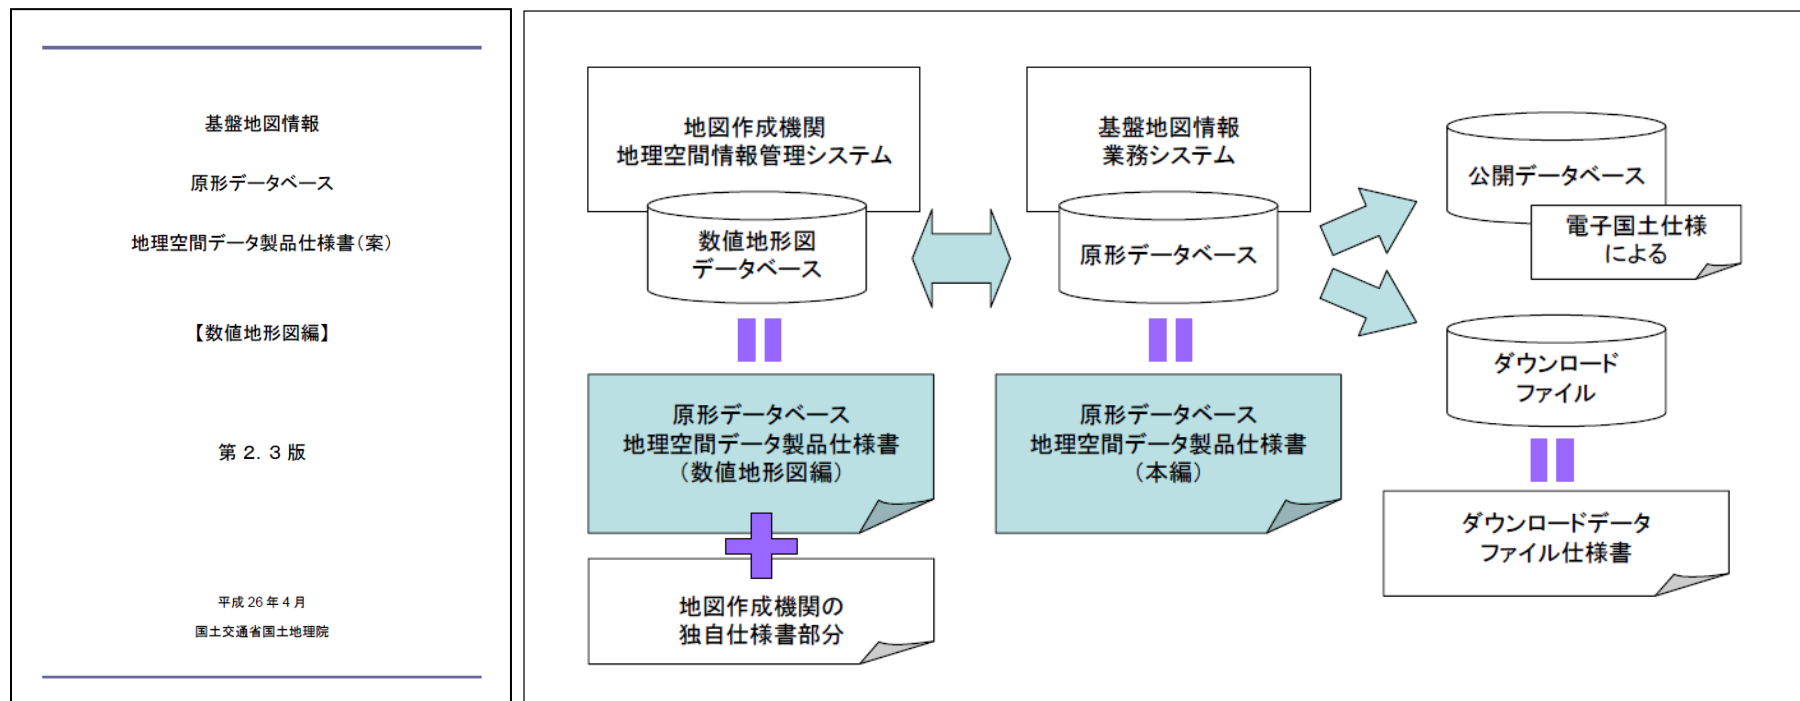 基盤地図情報
原形データベース
地理空間データ製品仕様書(案)
【数値地形図編】
第２．３版
平成26年4月
国土交通省国土地理院
地図作成機関
地理空間情報管理システム
数値地形図
データベース
原形データベース
地理空間データ製品仕様書
（数値地形図編）
地図作成機関の
独自仕様書部分
基盤地図情報
業務システム
原形データベース
原形データベース
地理空間データ製品仕様書
（本編）
公開データベース
電子国土仕様
による
ダウンロード
ファイル
ダウンロードデータ
ファイル仕様書